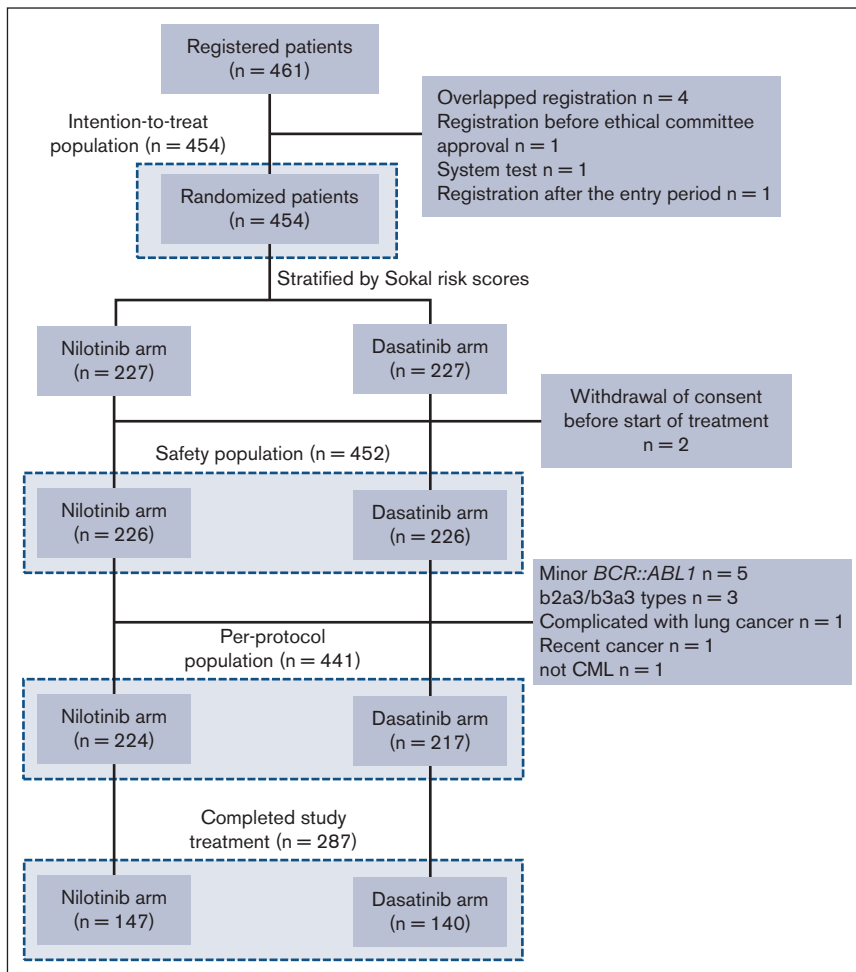 Registered patients
(n = 461)
Overlapped registration n = 4
Registration before ethical committee
approval n = 1
System test n = 1
Registration after the entry period n = 1
Intention-to-treat
population (n = 454)
Randomized patients
(n = 454)
Stratified by Sokal risk scores
Nilotinib arm
(n = 227)
Dasatinib arm
(n = 227)
Withdrawal of consent
before start of treatment
n = 2
Safety population (n = 452)
Nilotinib arm
(n = 226)
Dasatinib arm
(n = 226)
Minor BCR::ABL1 n = 5
b2a3/b3a3 types n = 3
Complicated with lung cancer n = 1
Recent cancer n = 1
not CML n = 1
Per-protocol
population (n = 441)
Nilotinib arm
(n = 224)
Dasatinib arm
(n = 217)
Completed study
treatment (n = 287)
Nilotinib arm
(n = 147)
Dasatinib arm
(n = 140)